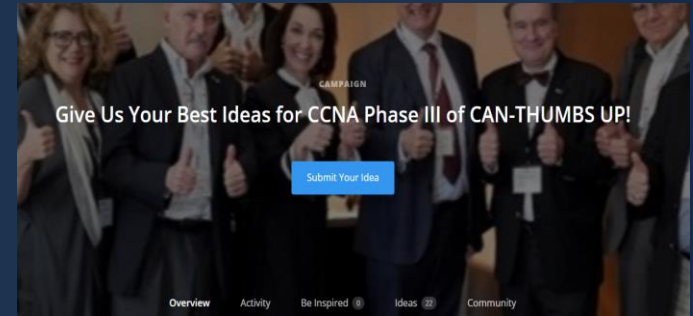 CAMPAIGN
Give Us Your Best Ideas for CCNA Phase III of CAN-THUMBS UP!
Submit Your Idea
Overview Activity Be Inspired 0 Ideas 22 Community